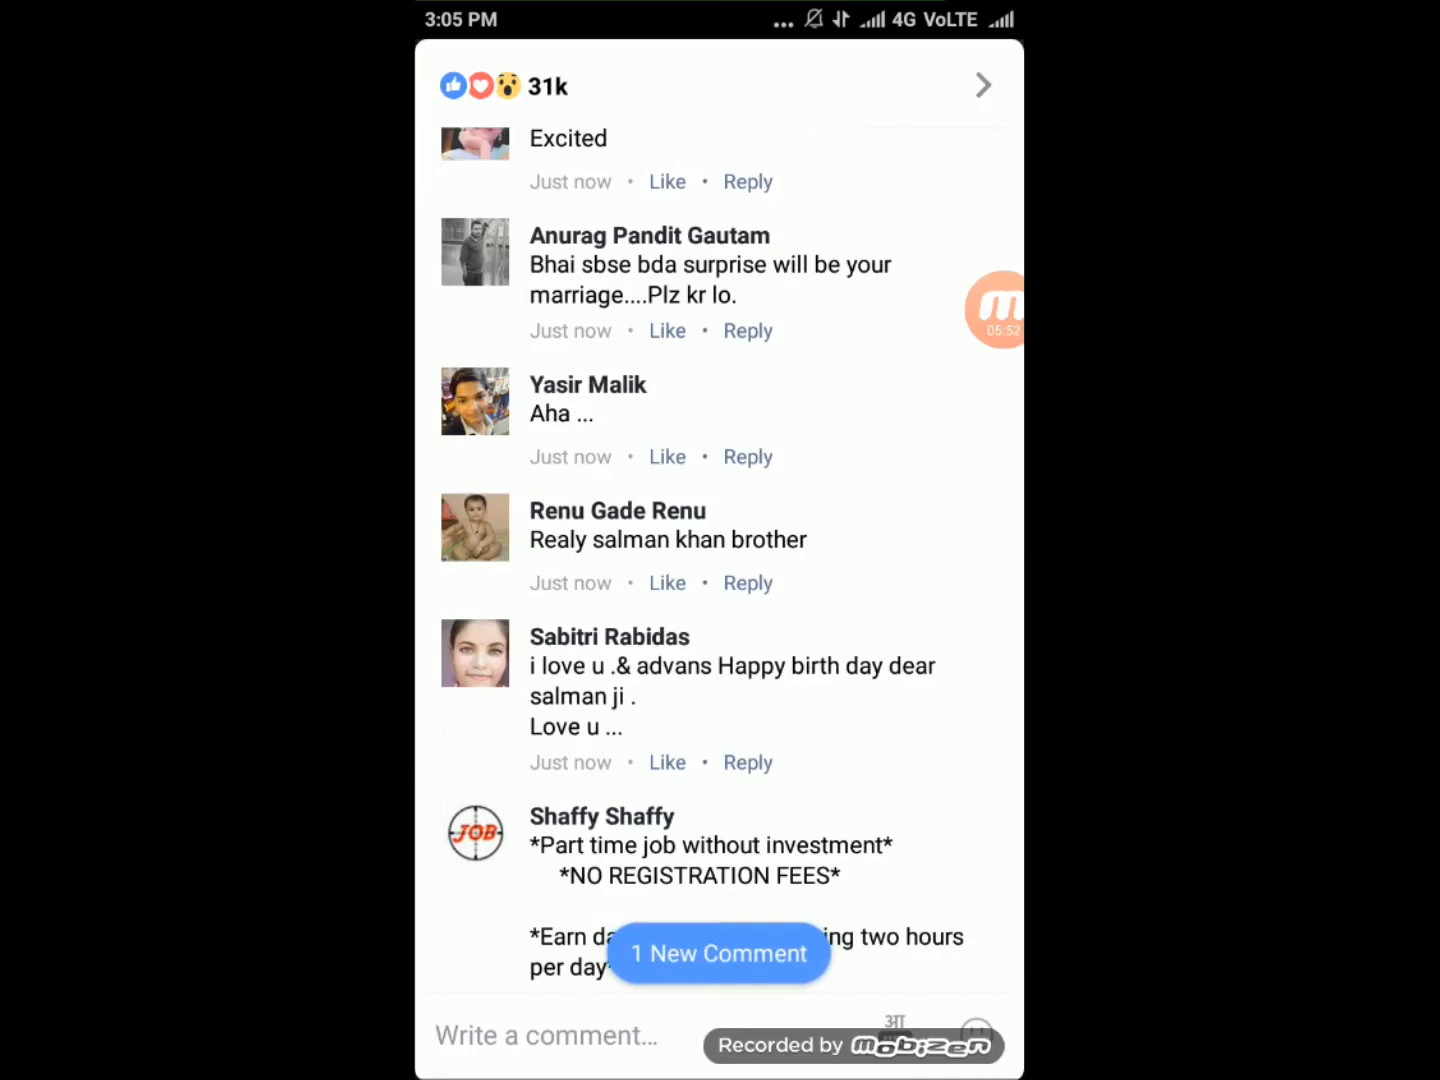 3:05 PM
... 4G VoLTE
31k
Excited
Just now • Like • Reply
Anurag Pandit Gautam
Bhai sbse bda surprise will be your
marriage....Plz kr lo.
Just now • Like • Reply
05:52
Yasir Malik
Aha ...
Just now • Like • Reply
Renu Gade Renu
Realy salman khan brother
Just now • Like • Reply
Sabitri Rabidas
i love u .& advans Happy birth day dear
salman ji .
Love u ...
Just now • Like • Reply
JOB
Shaffy Shaffy
*Part time job without investment*
*NO REGISTRATION FEES*
*Earn two hours
per day
1 New Comment
Write a comment...
आ
Recorded by mobizen